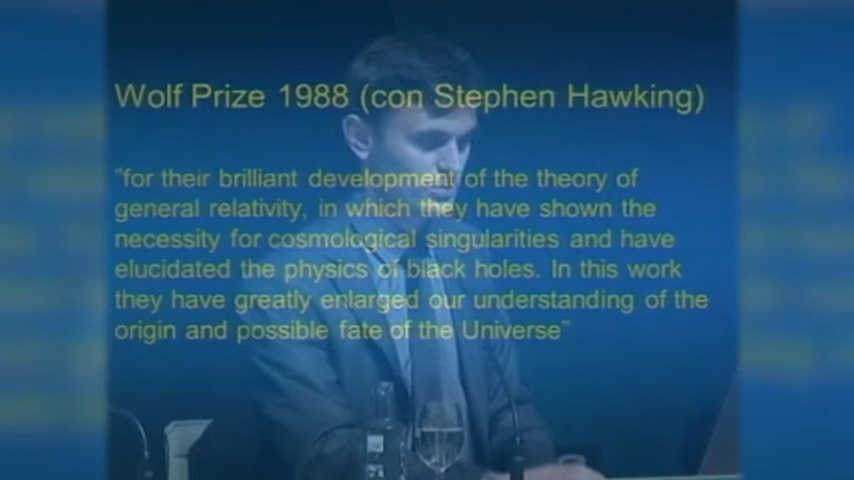 Wolf Prize 1988 (con Stephen Hawking)
"for their brilliant development of the theory of
general relativity, in which they have shown the
necessity for cosmological singularities and have
elucidated the physics of black holes. In this work
they have greatly enlarged our understanding of the
origin and possible fate of the Universe"